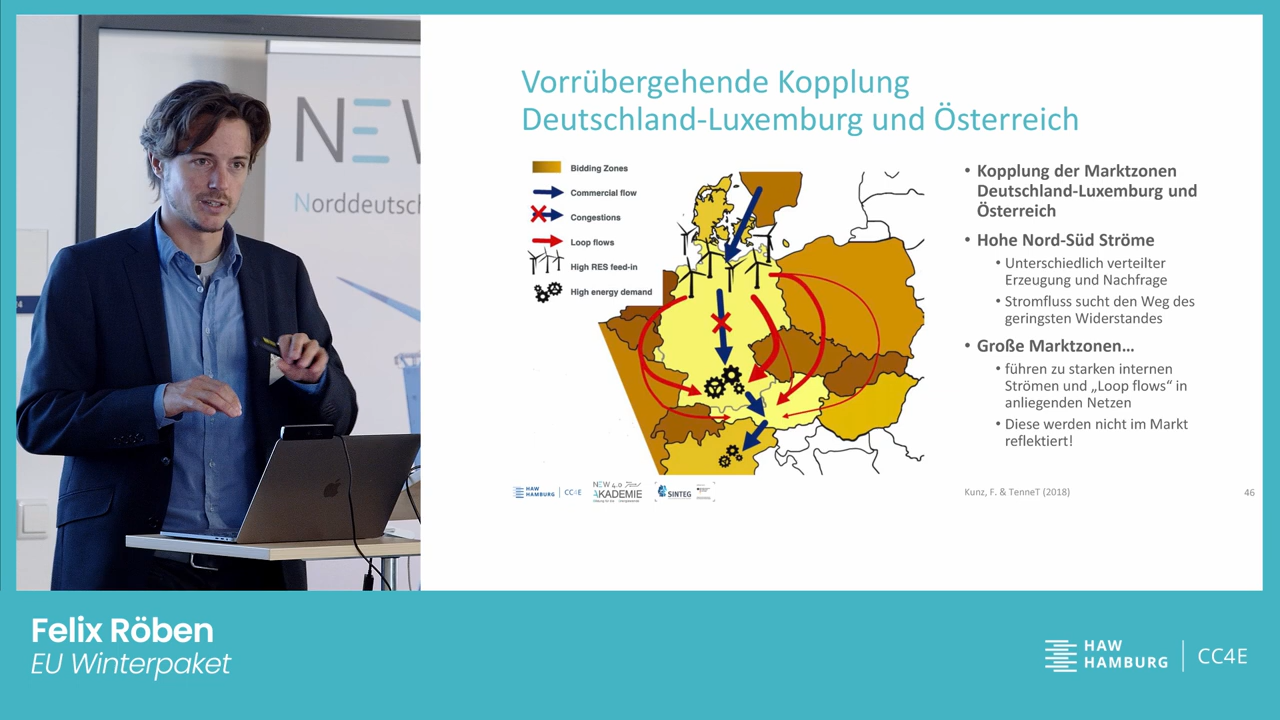 NEW
Norddeutsch
Vorrübergehende Kopplung
Deutschland-Luxemburg und Österreich
Bidding Zones
Commercial flow
Congestions
Loop flows
High RES feed-in
High energy demand
• Kopplung der Marktzonen
Deutschland-Luxemburg und
Österreich
• Hohe Nord-Süd Ströme
• Unterschiedlich verteilter
Erzeugung und Nachfrage
• Stromfluss sucht den Weg des
geringsten Widerstandes
• Große Marktzonen...
• führen zu starken internen
Strömen und „Loop flows“ in
anliegenden Netzen
• Diese werden nicht im Markt
reflektiert!
HAW
HAMBURG
CC4E
NEW 4.0
AKADEMIE
SINTEG
Kunz, F. & TenneT (2018)
46
Felix Röben
EU Winterpaket
HAW
HAMBURG
CC4E